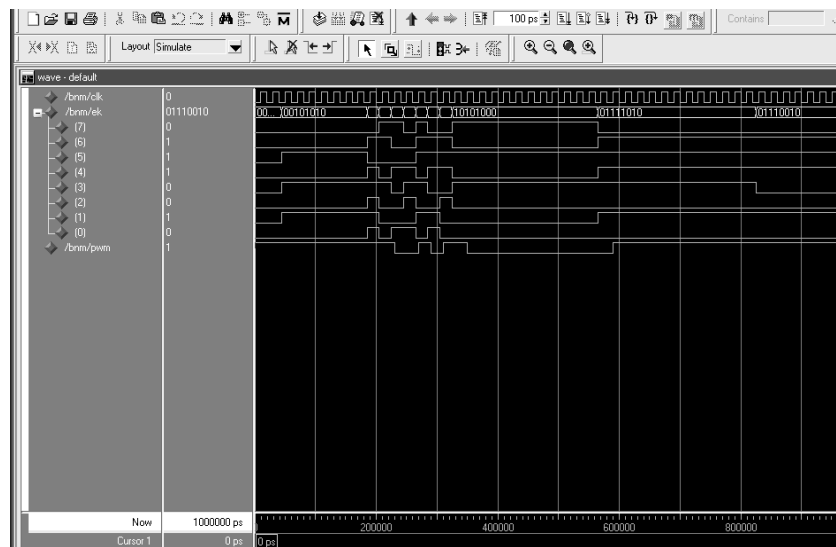 100 ps
Contains
Layout Simulate
wave - default
/bnm/clk 0
/bnm/ek 01110010 00... 00101010 10101000 01111010 01110010
(7) 0
(6) 1
(5) 1
(4) 1
(3) 0
(2) 0
(1) 1
(0) 0
/bnm/pwm 1
Now 1000000 ps 200000 400000 600000 800000
Cursor 1 0 ps 0 ps